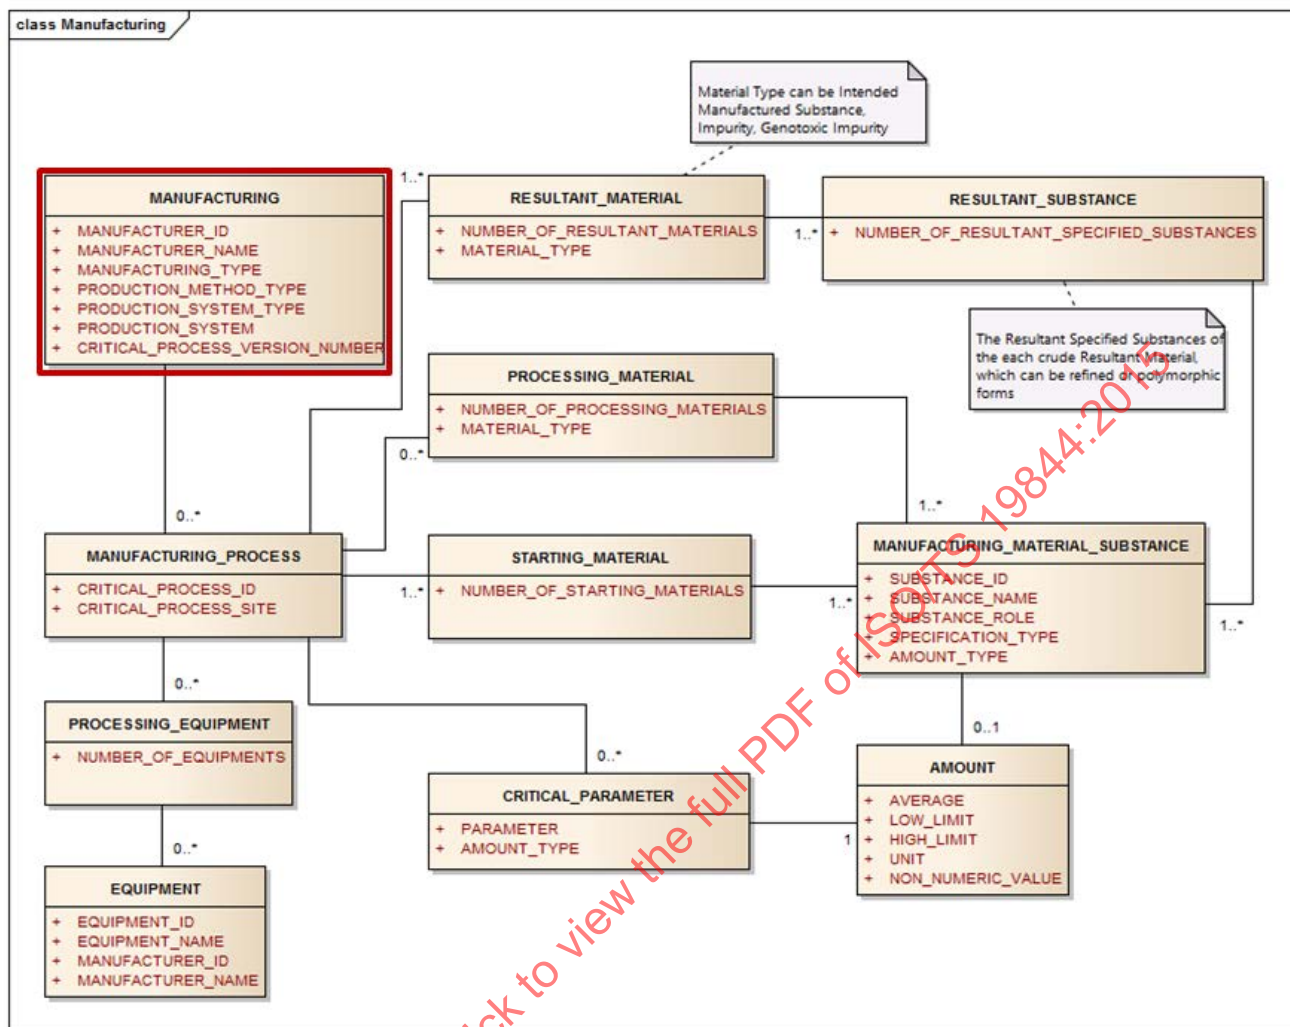 class Manufacturing
Material Type can be Intended
Manufactured Substance,
Impurity, Genotoxic Impurity
MANUFACTURING
+ MANUFACTURER_ID
+ MANUFACTURER_NAME
+ MANUFACTURING_TYPE
+ PRODUCTION_METHOD_TYPE
+ PRODUCTION_SYSTEM_TYPE
+ PRODUCTION_SYSTEM
+ CRITICAL_PROCESS_VERSION_NUMBER
1..*
RESULTANT_MATERIAL
+ NUMBER_OF_RESULTANT_MATERIALS
+ MATERIAL_TYPE
1..*
RESULTANT_SUBSTANCE
+ NUMBER_OF_RESULTANT_SPECIFIED_SUBSTANCES
The Resultant Specified Substances of
the each crude Resultant Material,
which can be refined or polymorphic
forms
PROCESSING_MATERIAL
+ NUMBER_OF_PROCESSING_MATERIALS
+ MATERIAL_TYPE
0..*
1..*
0..*
MANUFACTURING_PROCESS
+ CRITICAL_PROCESS_ID
+ CRITICAL_PROCESS_SITE
1..*
STARTING_MATERIAL
+ NUMBER_OF_STARTING_MATERIALS
1..*
MANUFACTURING_MATERIAL_SUBSTANCE
+ SUBSTANCE_ID
+ SUBSTANCE_NAME
+ SUBSTANCE_ROLE
+ SPECIFICATION_TYPE
+ AMOUNT_TYPE
1..*
0..*
PROCESSING_EQUIPMENT
+ NUMBER_OF_EQUIPMENTS
0..*
0..1
CRITICAL_PARAMETER
+ PARAMETER
+ AMOUNT_TYPE
1
AMOUNT
+ AVERAGE
+ LOW_LIMIT
+ HIGH_LIMIT
+ UNIT
+ NON_NUMERIC_VALUE
0..*
EQUIPMENT
+ EQUIPMENT_ID
+ EQUIPMENT_NAME
+ MANUFACTURER_ID
+ MANUFACTURER_NAME
ck to view the full PDF of ISO/TS 19844:2015